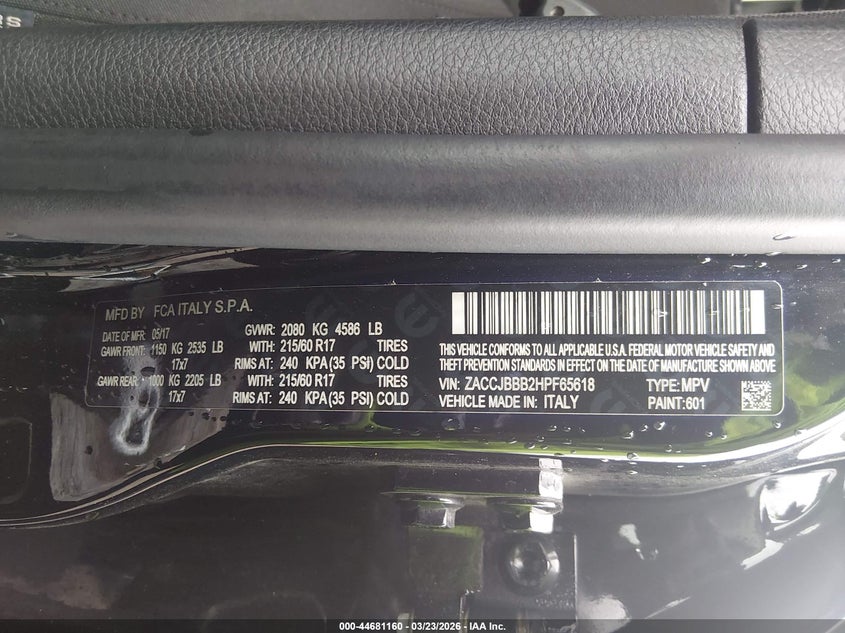 RS
MFD BY FCA ITALY S.P.A.
DATE OF MFR: 05/17 GVWR: 2080 KG 4586 LB
GAWR FRONT: 1150 KG 2535 LB WITH: 215/60 R17 TIRES
17x7 RIMS AT: 240 KPA(35 PSI) COLD
GAWR REAR: 1000 KG 2205 LB WITH: 215/60 R17 TIRES
17x7 RIMS AT: 240 KPA(35 PSI) COLD
THIS VEHICLE CONFORMS TO ALL APPLICABLE U.S.A. FEDERAL MOTOR VEHICLE SAFETY AND
THEFT PREVENTION STANDARDS IN EFFECT ON THE DATE OF MANUFACTURE SHOWN ABOVE
VIN: ZACCJBBB2HPF65618 TYPE: MPV
VEHICLE MADE IN: ITALY PAINT:601
000-44681160 - 03/23/2026 - IAA Inc.